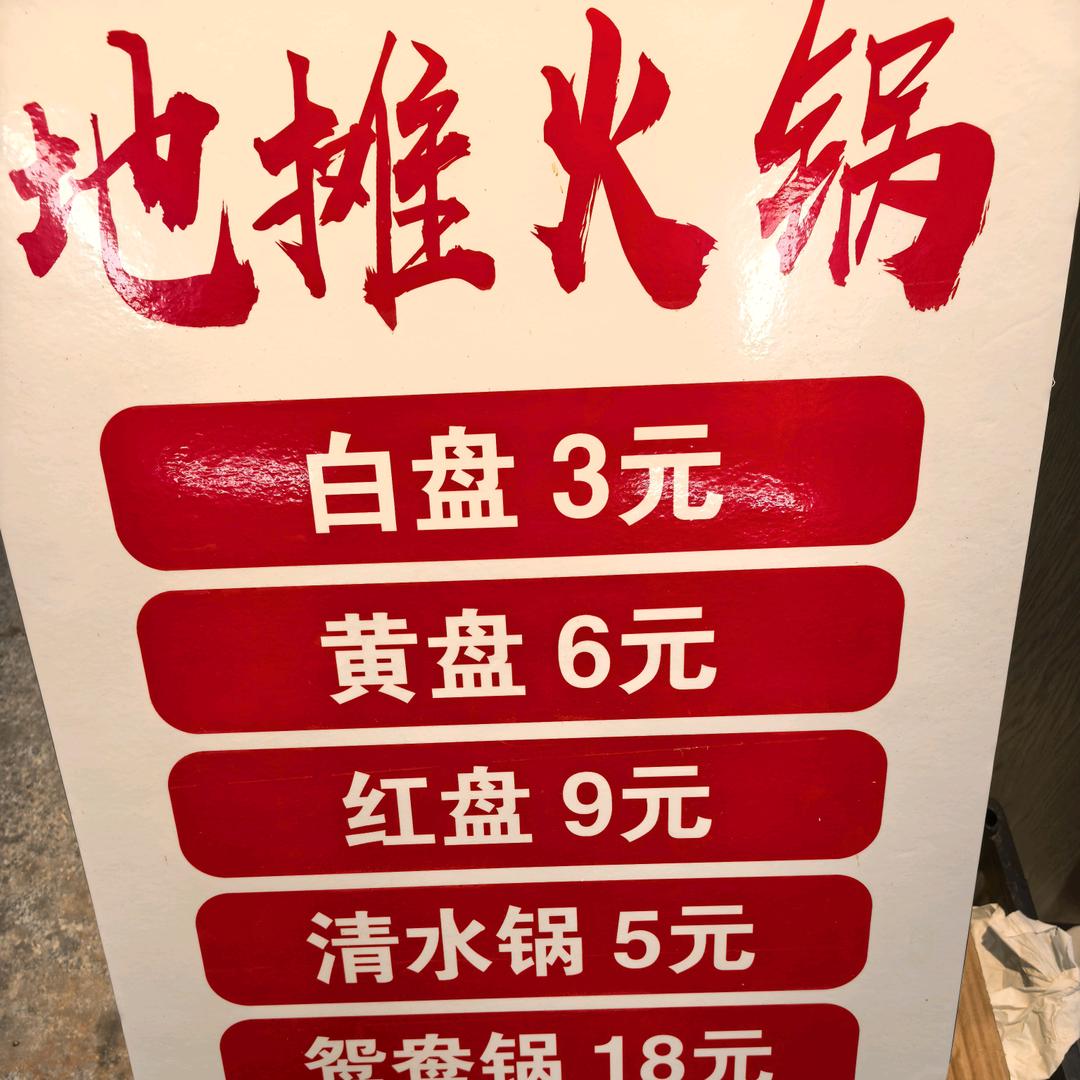 地摊火锅
白盘 3元
黄盘 6元
红盘 9元
清水锅 5元
鸳鸯锅 18元